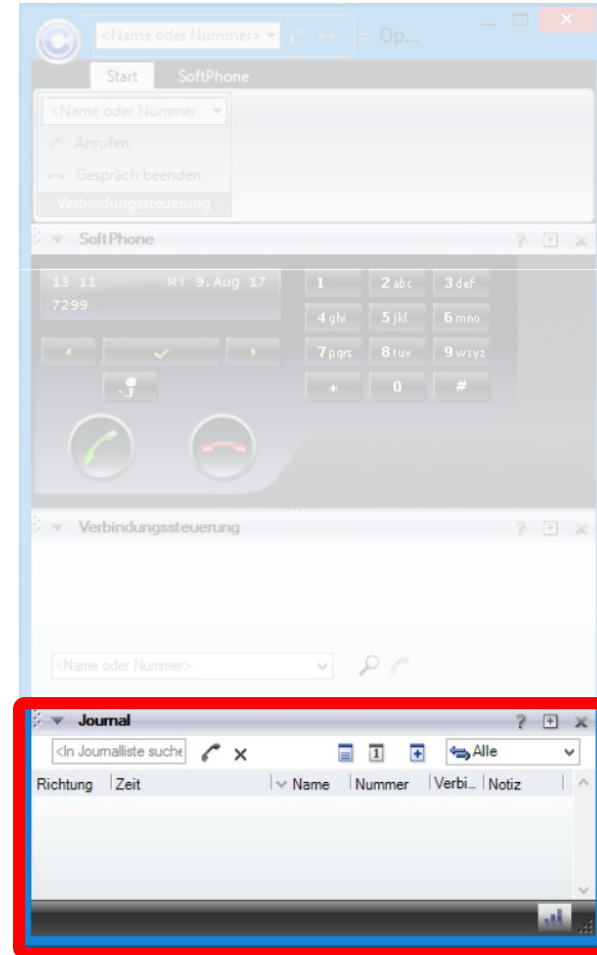 <Name oder Nummer> Op...
Start SoftPhone
<Name oder Nummer
Anrufen
Gespräch beenden
Verbindungssteuerung
SoftPhone ?
13 11 Mi 9.Aug 17
7299
1 2 abc 3 def
4 ghi 5 jkl 6 mno
7 pqrs 8 tuv 9 wxyz
* 0 #
Verbindungssteuerung ?
<Name oder Nummer>
Journal ?
<In Journalliste suche 1 Alle
Richtung Zeit Name Nummer Verbi... Notiz